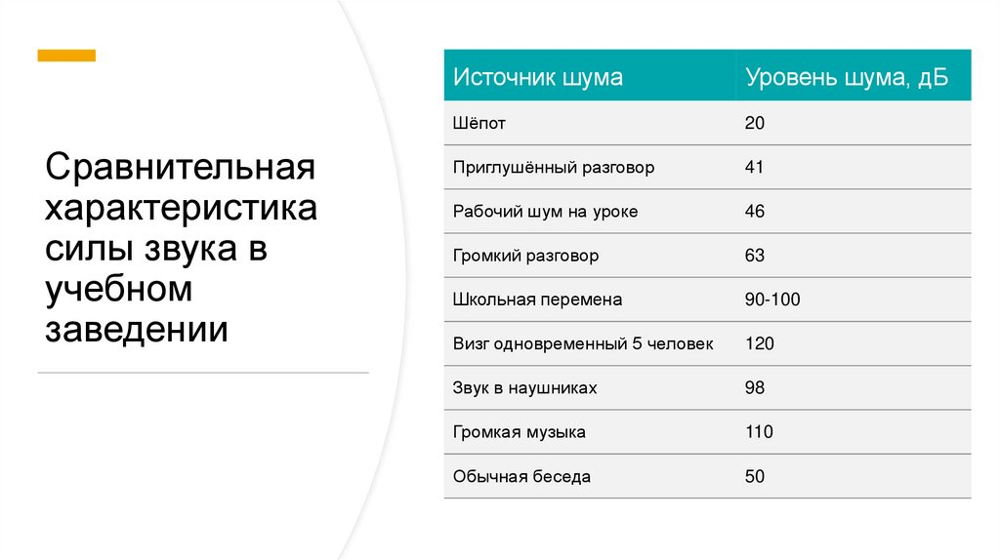 Сравнительная
характеристика
силы звука в
учебном
заведении
Источник шума Уровень шума, дБ
Шёпот 20
Приглушённый разговор 41
Рабочий шум на уроке 46
Громкий разговор 63
Школьная перемена 90-100
Визг одновременный 5 человек 120
Звук в наушниках 98
Громкая музыка 110
Обычная беседа 50